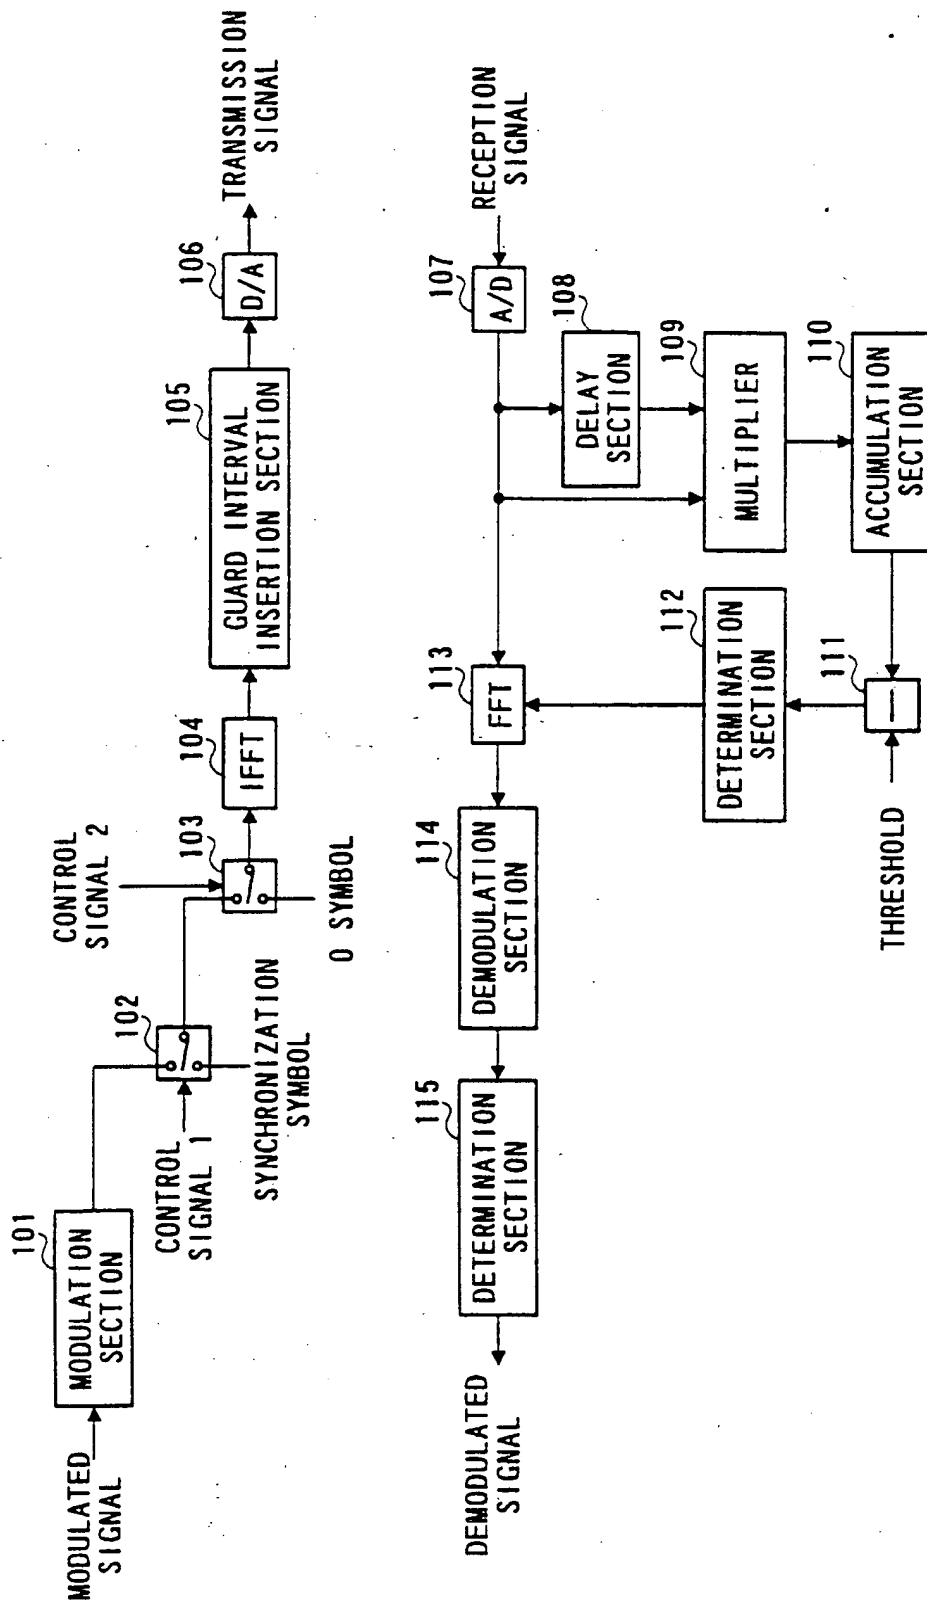 MODULATED
SIGNAL
101
MODULATION
SECTION
CONTROL
SIGNAL 1
102
SYNCHRONIZATION
SYMBOL
CONTROL
SIGNAL 2
103
0 SYMBOL
104
IFFT
105
GUARD INTERVAL
INSERTION SECTION
106
D/A
TRANSMISSION
SIGNAL
RECEPTION
SIGNAL
107
A/D
108
DELAY
SECTION
109
MULTIPLIER
110
ACCUMULATION
SECTION
111
—
THRESHOLD
112
DETERMINATION
SECTION
113
FFT
114
DEMODULATION
SECTION
115
DETERMINATION
SECTION
DEMODULATED
SIGNAL